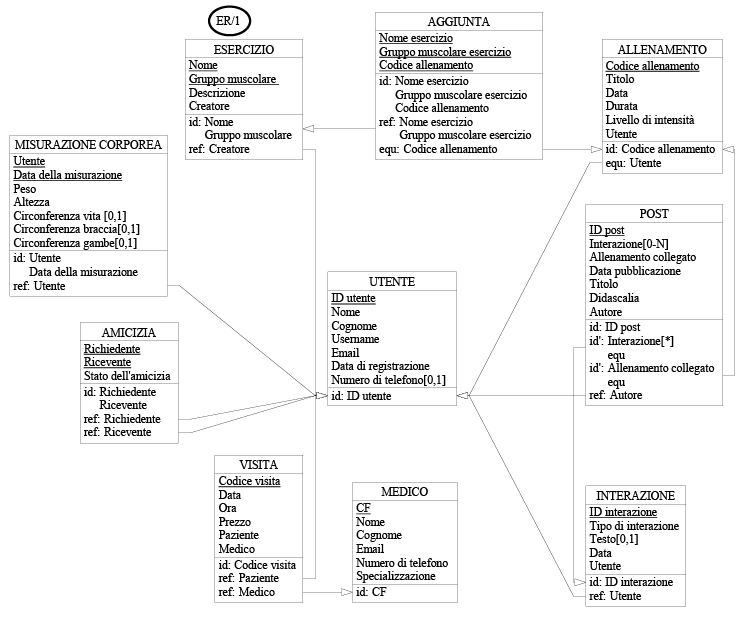 ER/1
ESERCIZIO
Nome
Gruppo muscolare
Descrizione
Creatore
id: Nome
Gruppo muscolare
ref: Creatore
AGGIUNTA
Nome esercizio
Gruppo muscolare esercizio
Codice allenamento
id: Nome esercizio
Gruppo muscolare esercizio
Codice allenamento
ref: Nome esercizio
Gruppo muscolare esercizio
equ: Codice allenamento
ALLENAMENTO
Codice allenamento
Titolo
Data
Durata
Livello di intensità
Utente
id: Codice allenamento
equ: Utente
MISURAZIONE CORPOREA
Utente
Data della misurazione
Peso
Altezza
Circonferenza vita [0,1]
Circonferenza braccia[0,1]
Circonferenza gambe[0,1]
id: Utente
Data della misurazione
ref: Utente
POST
ID post
Interazione[0-N]
Allenamento collegato
Data pubblicazione
Titolo
Didascalia
Autore
id: ID post
id': Interazione[*]
equ
id': Allenamento collegato
equ
ref: Autore
UTENTE
ID utente
Nome
Cognome
Username
Email
Data di registrazione
Numero di telefono[0,1]
id: ID utente
AMICIZIA
Richiedente
Ricevente
Stato dell'amicizia
id: Richiedente
Ricevente
ref: Richiedente
ref: Ricevente
VISITA
Codice visita
Data
Ora
Prezzo
Paziente
Medico
id: Codice visita
ref: Paziente
ref: Medico
MEDICO
CF
Nome
Cognome
Email
Numero di telefono
Specializzazione
id: CF
INTERAZIONE
ID interazione
Tipo di interazione
Testo[0,1]
Data
Utente
id: ID interazione
ref: Utente